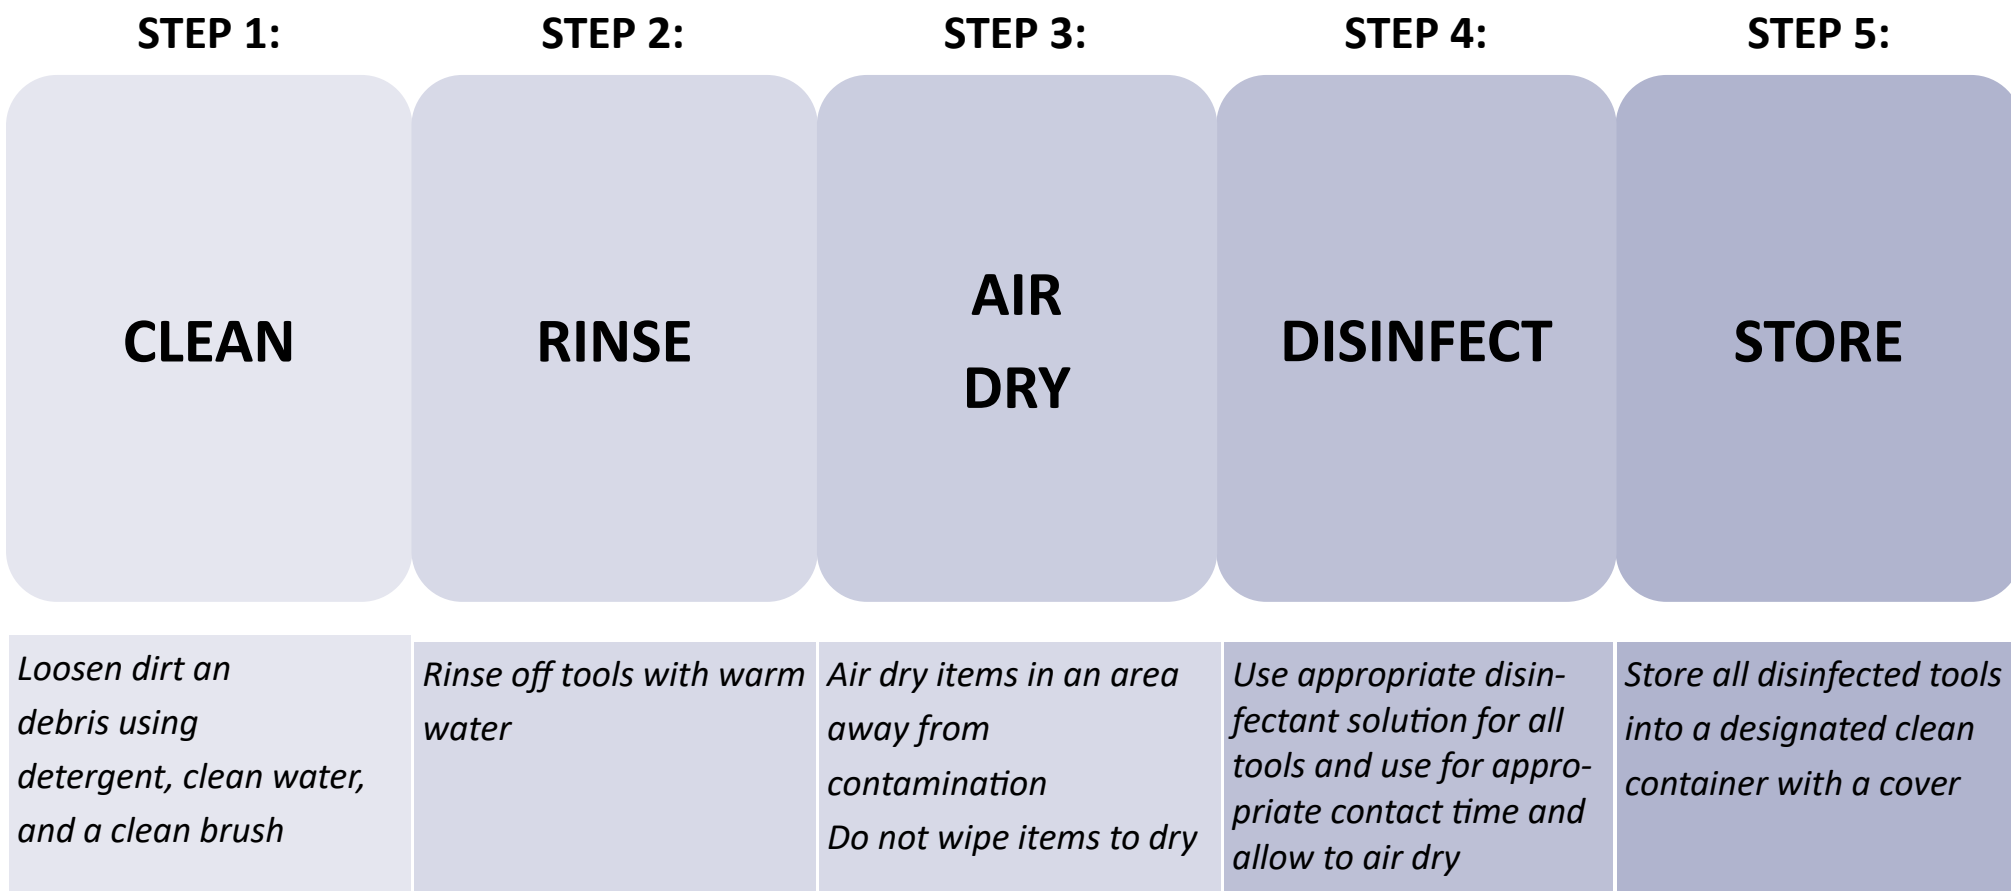 STEP 1:
STEP 2:
STEP 3:
STEP 4:
STEP 5:
CLEAN
RINSE
AIR
DRY
DISINFECT
STORE
Loosen dirt an
debris using
detergent, clean water,
and a clean brush
Rinse off tools with warm
water
Air dry items in an area
away from
contamination
Do not wipe items to dry
Use appropriate disin-
fectant solution for all
tools and use for appro-
priate contact time and
allow to air dry
Store all disinfected tools
into a designated clean
container with a cover